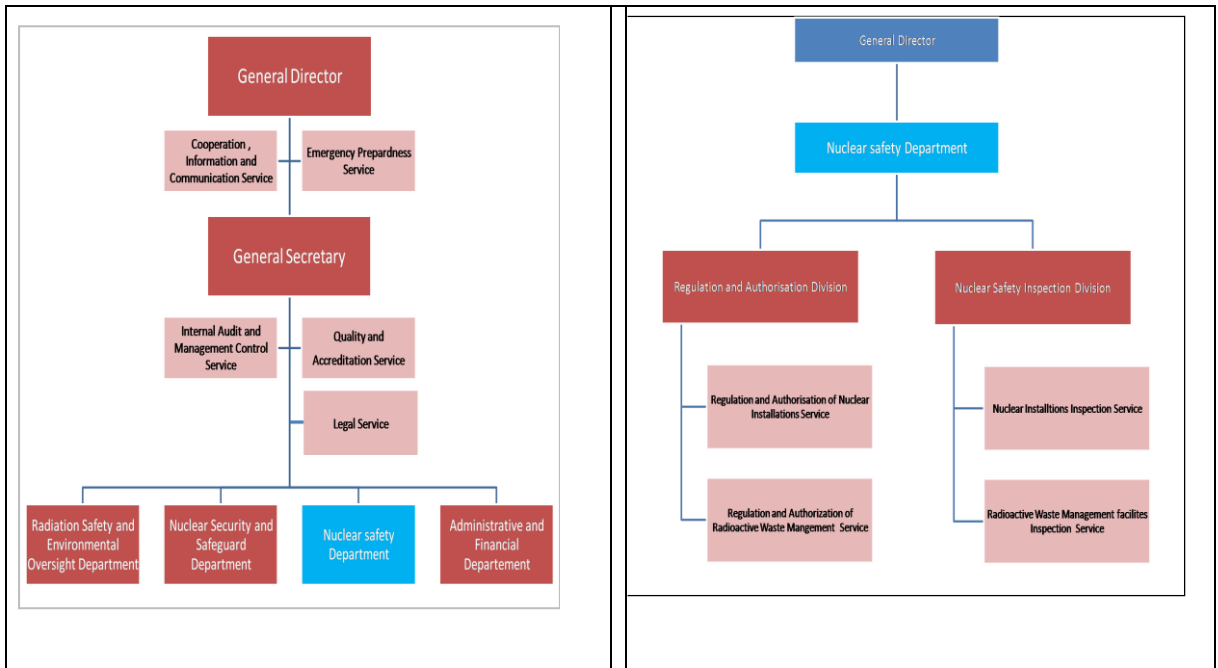 General Director
Cooperation ,
Information and
Communication Service
Emergency Prepardness
Service
General Secretary
Internal Audit and
Management Control
Service
Quality and
Accreditation Service
Legal Service
Radiation Safety and
Environmental
Oversight Department
Nuclear Security and
Safeguard
Department
Nuclear safety
Department
Administrative and
Financial
Departement
General Director
Nuclear safety Department
Regulation and Authorisation Division
Nuclear Safety Inspection Division
Regulation and Authorisation of Nuclear
Installations Service
Nuclear Installtions Inspection Service
Regulation and Authorization of
Radioactive Waste Mangement Service
Radioactive Waste Management facilites
Inspection Service